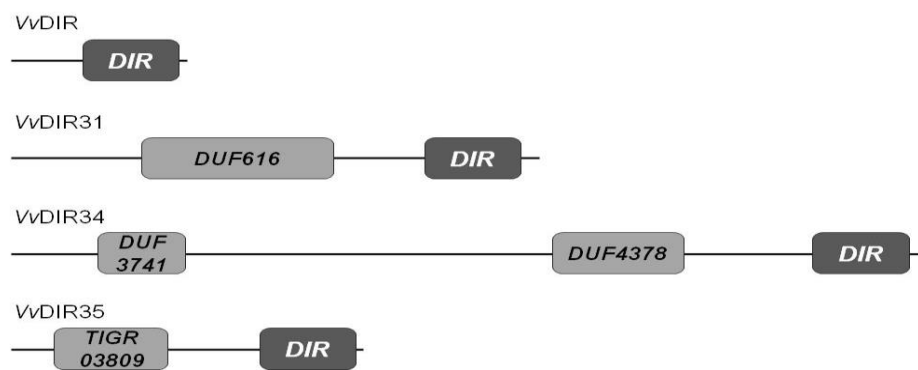 VvDIR
DIR
VvDIR31
DUF616
DIR
VvDIR34
DUF
3741
DUF4378
DIR
VvDIR35
TIGR
03809
DIR